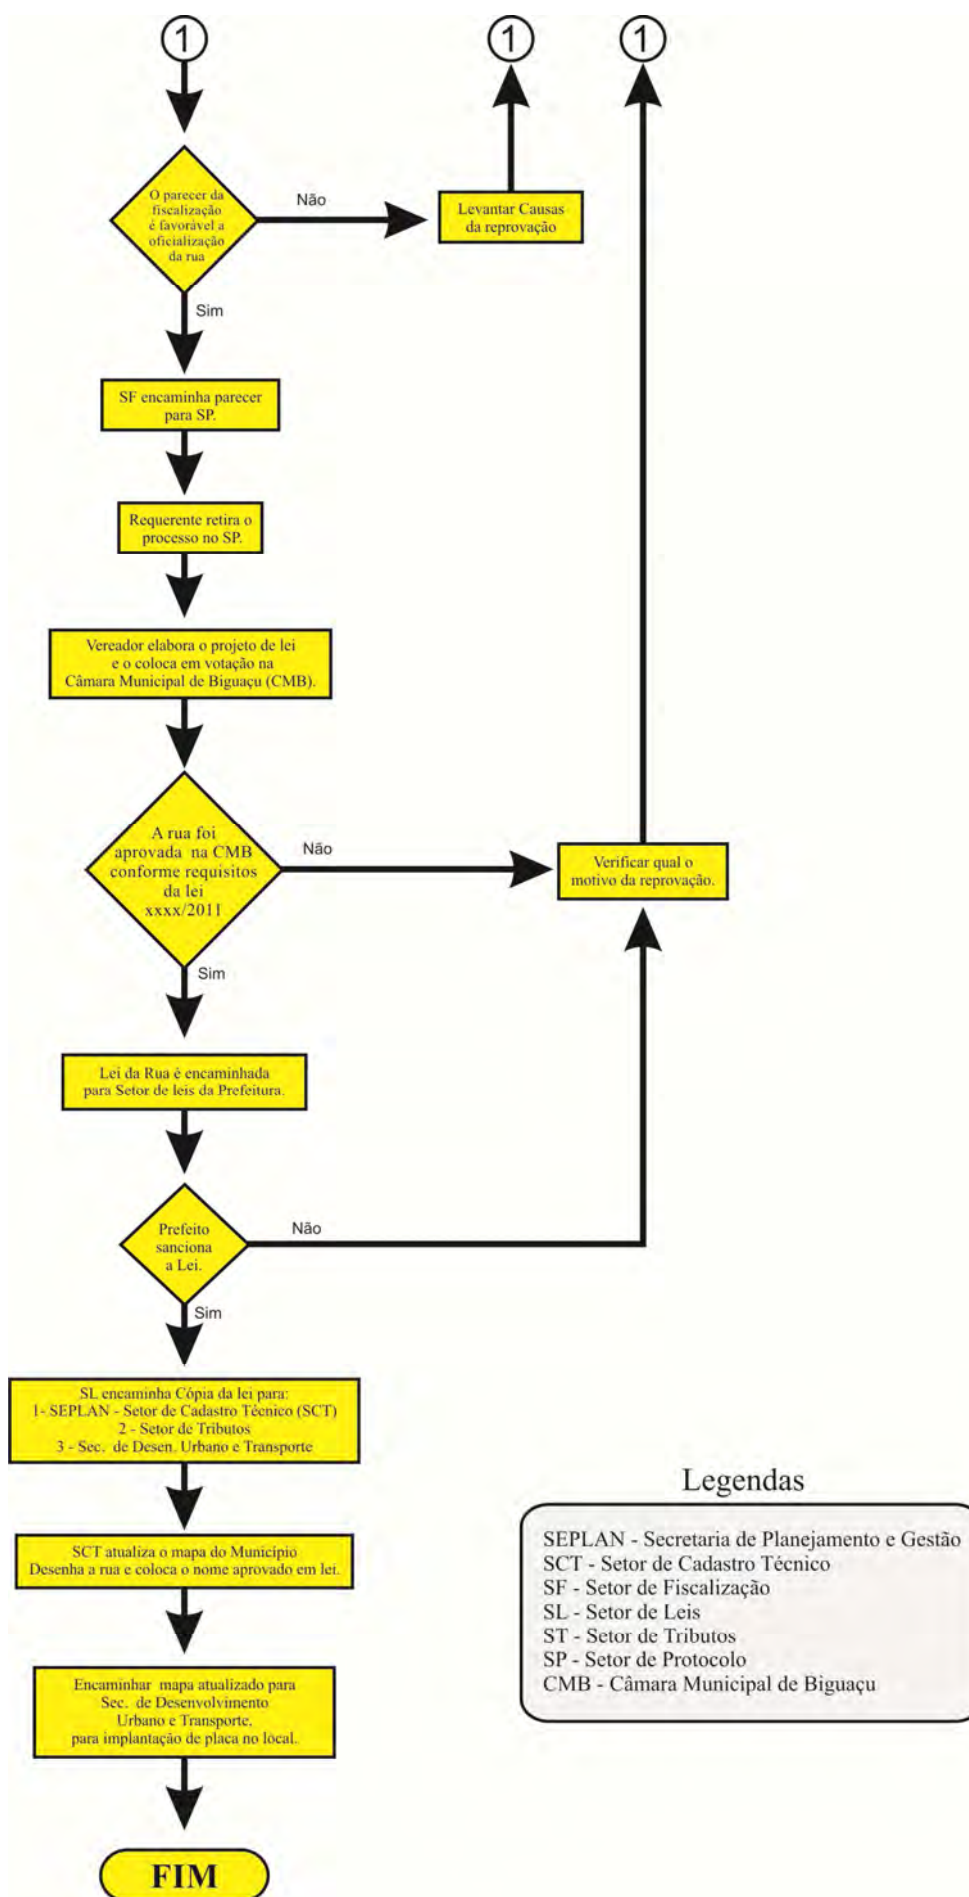 1
1
1
O parecer da
fiscalização
é favorável a
oficialização
da rua
Não
Levantar Causas
da reprovação
Sim
SF encaminha parecer
para SP.
Requerente retira o
processo no SP.
Vereador elabora o projeto de lei
e o coloca em votação na
Câmara Municipal de Biguaçu (CMB).
A rua foi
aprovada na CMB
conforme requisitos
da lei
xxxx/2011
Não
Verificar qual o
motivo da reprovação.
Sim
Lei da Rua é encaminhada
para Setor de leis da Prefeitura.
Prefeito
sanciona
a Lei.
Não
Sim
SL encaminha Cópia da lei para:
1- SEPLAN - Setor de Cadastro Técnico (SCT)
2 - Setor de Tributos
3 - Sec. de Desen. Urbano e Transporte
SCT atualiza o mapa do Município
Desenha a rua e coloca o nome aprovado em lei.
Encaminhar mapa atualizado para
Sec. de Desenvolvimento
Urbano e Transporte,
para implantação de placa no local.
FIM
Legendas
SEPLAN - Secretaria de Planejamento e Gestão
SCT - Setor de Cadastro Técnico
SF - Setor de Fiscalização
SL - Setor de Leis
ST - Setor de Tributos
SP - Setor de Protocolo
CMB - Câmara Municipal de Biguaçu